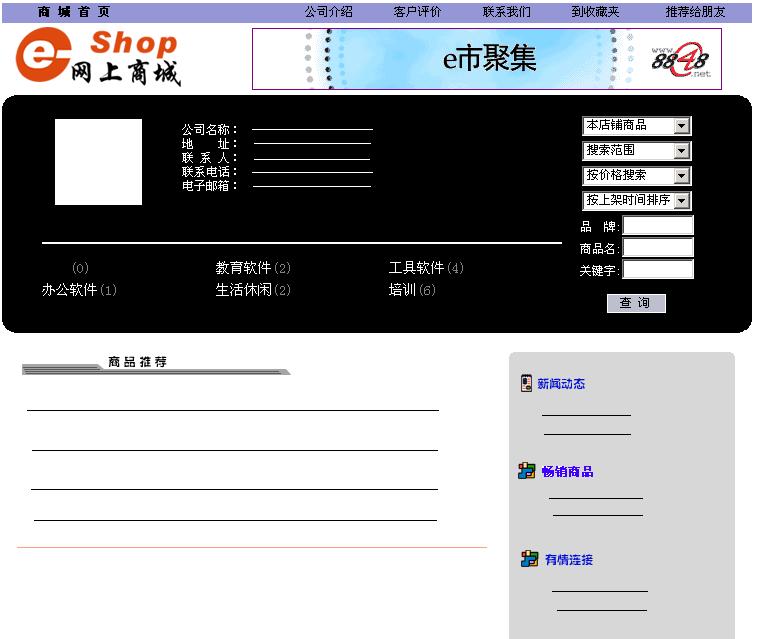 商 城 首 页 公司介绍 客户评价 联系我们 到收藏夹 推荐给朋友
e Shop
网上商城
e市聚集
www.8848.net
公司名称：
地 址：
联 系 人：
联系电话：
电子邮箱：
本店铺商品
搜索范围
按价格搜索
按上架时间排序
品 牌:
商品名:
关键字:
查 询
(0) 教育软件(2) 工具软件(4)
办公软件(1) 生活休闲(2) 培训(6)
商品推荐
新闻动态
畅销商品
有情连接